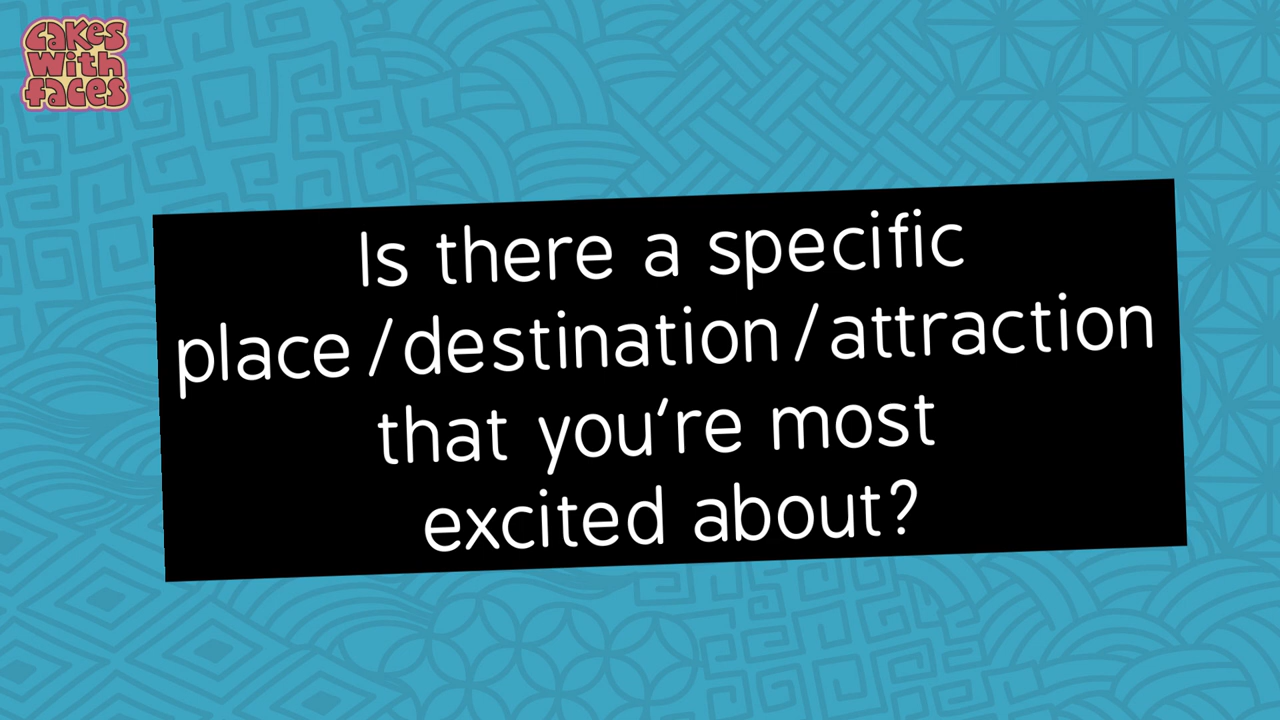 Cakes
With
faces
Is there a specific
place/destination/attraction
that you're most
excited about?